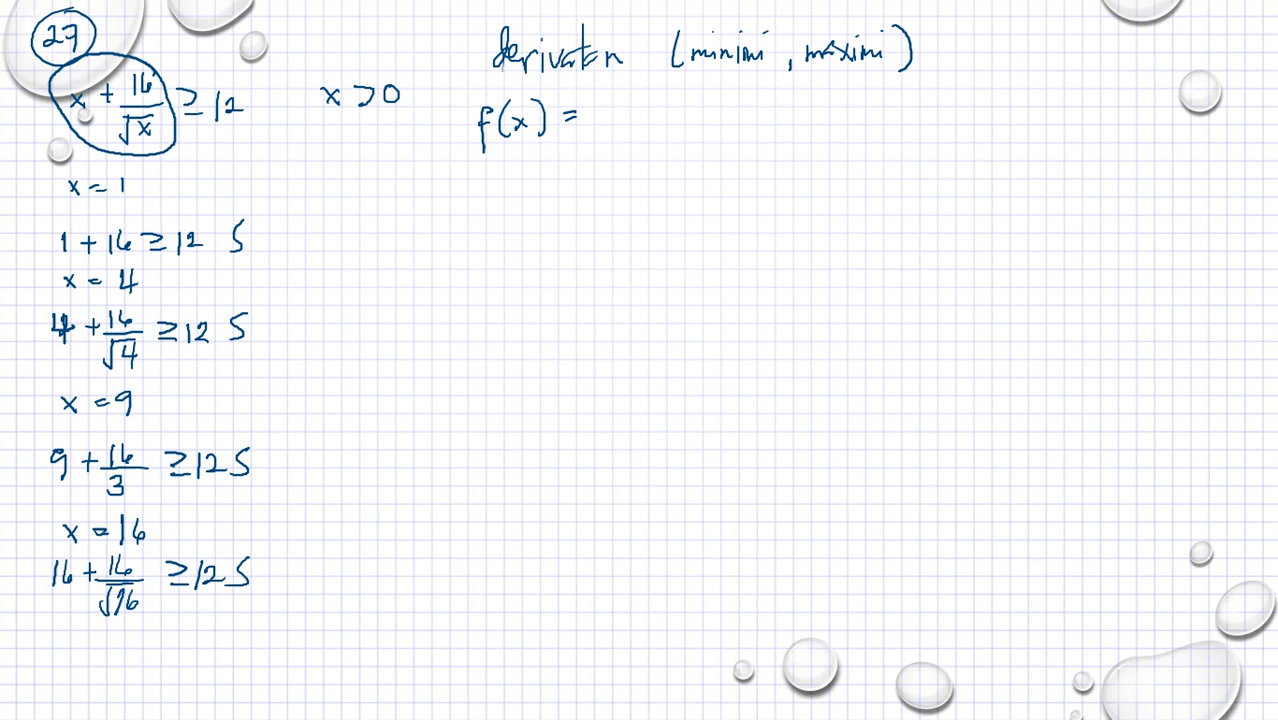 27
x + 16/√x ≥ 12    x > 0
x = 1
1 + 16 ≥ 12 S
x = 4
4 + 16/√4 ≥ 12 S
x = 9
9 + 16/3 ≥ 12 S
x = 16
16 + 16/√16 ≥ 12 S
(minimi, maximi)
f(x) =